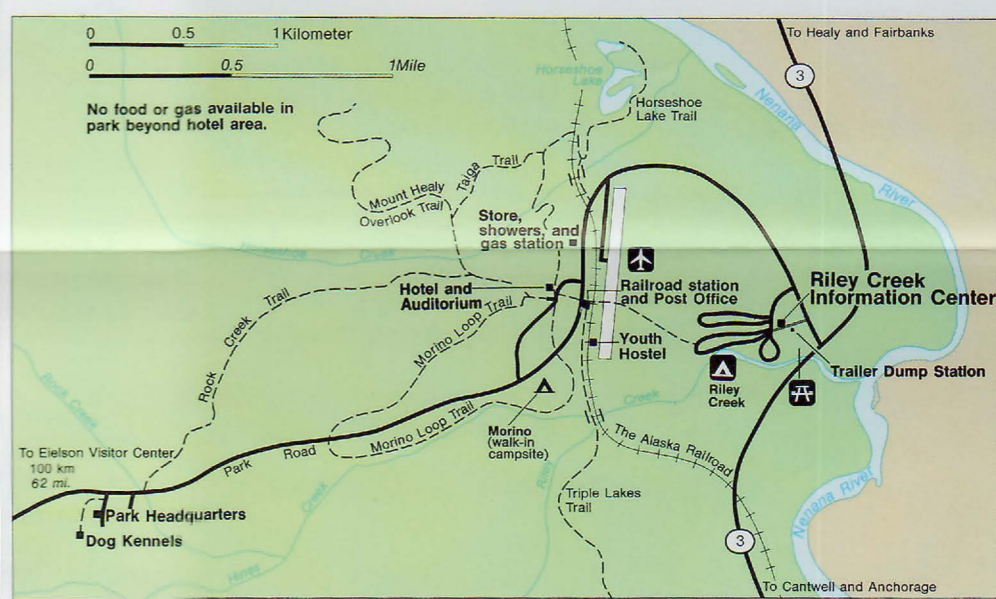 0 0.5 1 Kilometer
0 0.5 1 Mile
No food or gas available in
park beyond hotel area.
To Healy and Fairbanks
3
Horseshoe
Lake
Horseshoe
Lake Trail
Nenana
River
Taiga Trail
Mount Healy
Overlook Trail
Store,
showers, and
gas station
Horseshoe Creek
Hotel and
Auditorium
Railroad station
and Post Office
Riley Creek
Information Center
Rock Creek Trail
Morino Loop Trail
Youth
Hostel
Trailer Dump Station
Riley
Creek
Rock Creek
Morino
(walk-in
campsite)
Morino Loop Trail
Riley Creek
The Alaska Railroad
Park Road
To Eielson Visitor Center
100 km
62 mi.
Park Headquarters
Dog Kennels
Hines Creek
Triple Lakes
Trail
Nenana River
3
To Cantwell and Anchorage